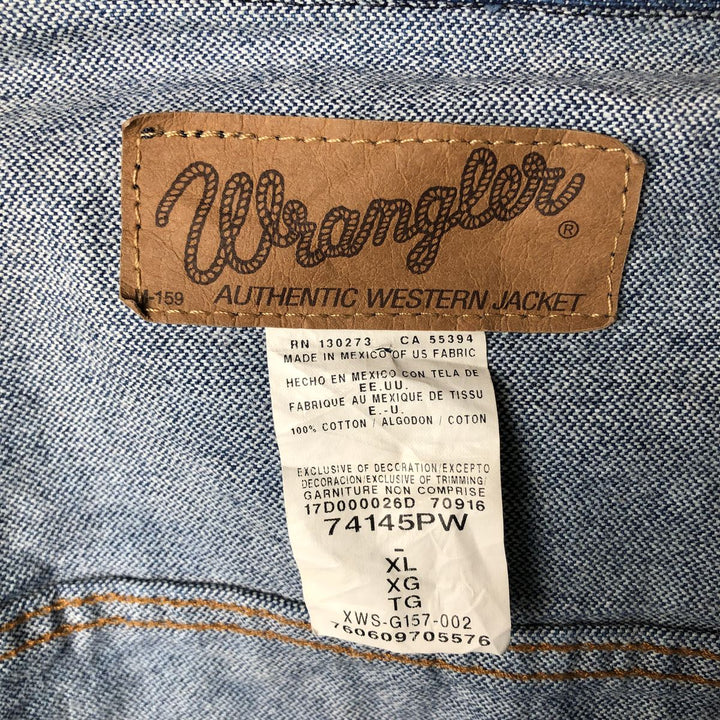 Wrangler
®
M-159 AUTHENTIC WESTERN JACKET
RN 130273 CA 55394
MADE IN MEXICO OF US FABRIC
HECHO EN MEXICO CON TELA DE
EE.UU.
FABRIQUE AU MEXIQUE DE TISSU
E.-U.
100% COTTON / ALGODON / COTON
EXCLUSIVE OF DECORATION/EXCEPTO
DECORACION/EXCLUSIVE OF TRIMMING/
GARNITURE NON COMPRISE
17D000026D 70916
74145PW
–
XL
XG
TG
XWS-G157-002
760609705576